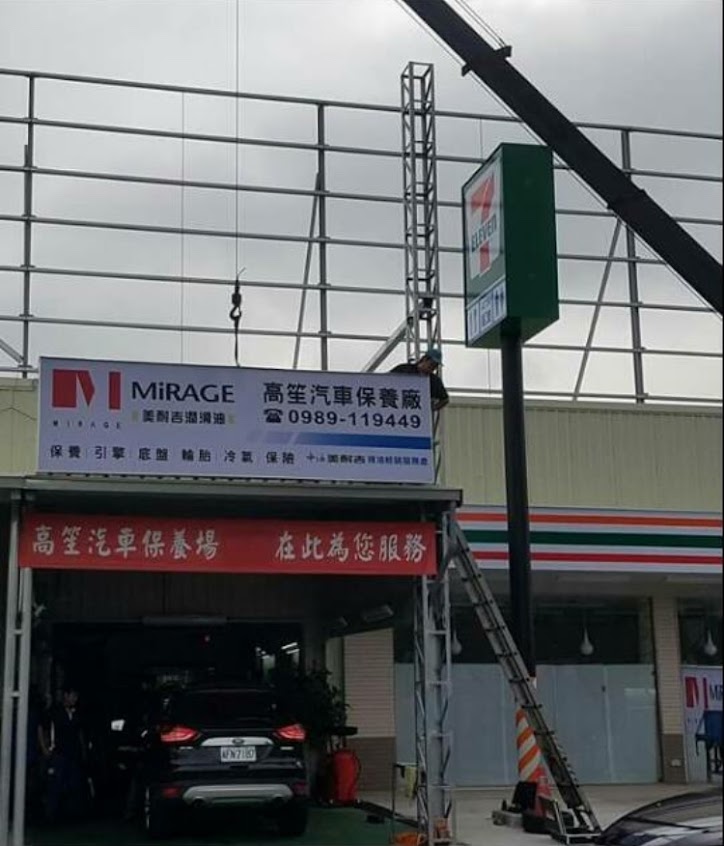 7
ELEVEN
MiRAGE
MIRAGE
美耐吉潤滑油
高笙汽車保養廠
☎ 0989-119449
保養 引擎 底盤 輪胎 冷氣 保險
美耐吉
高笙汽車保養場 在此為您服務